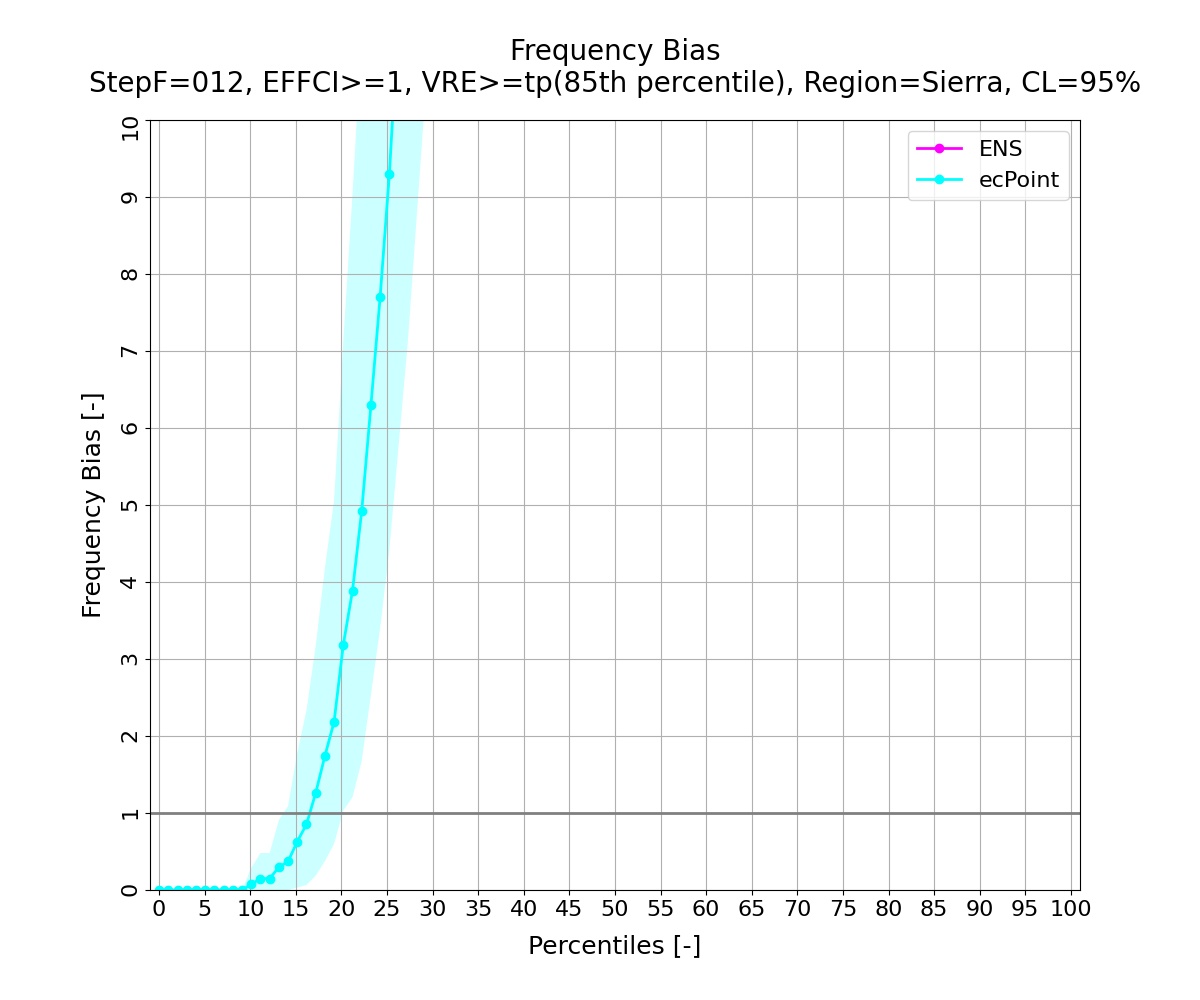 Frequency Bias
StepF=012, EFFCI>=1, VRE>=tp(85th percentile), Region=Sierra, CL=95%
ENS
ecPoint
Frequency Bias [-]
10
9
8
7
6
5
4
3
2
1
0
0 5 10 15 20 25 30 35 40 45 50 55 60 65 70 75 80 85 90 95 100
Percentiles [-]